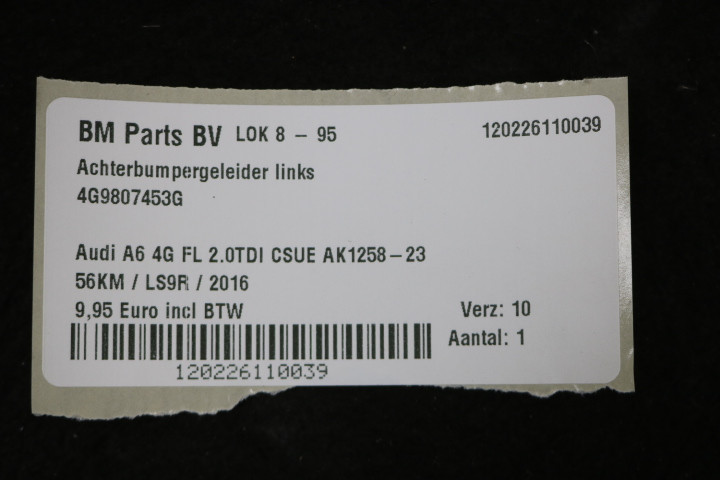 BM Parts BV LOK 8 - 95 120226110039
Achterbumpergeleider links
4G9807453G
Audi A6 4G FL 2.0TDI CSUE AK1258-23
56KM / LS9R / 2016
9,95 Euro incl BTW Verz: 10
Aantal: 1
120226110039